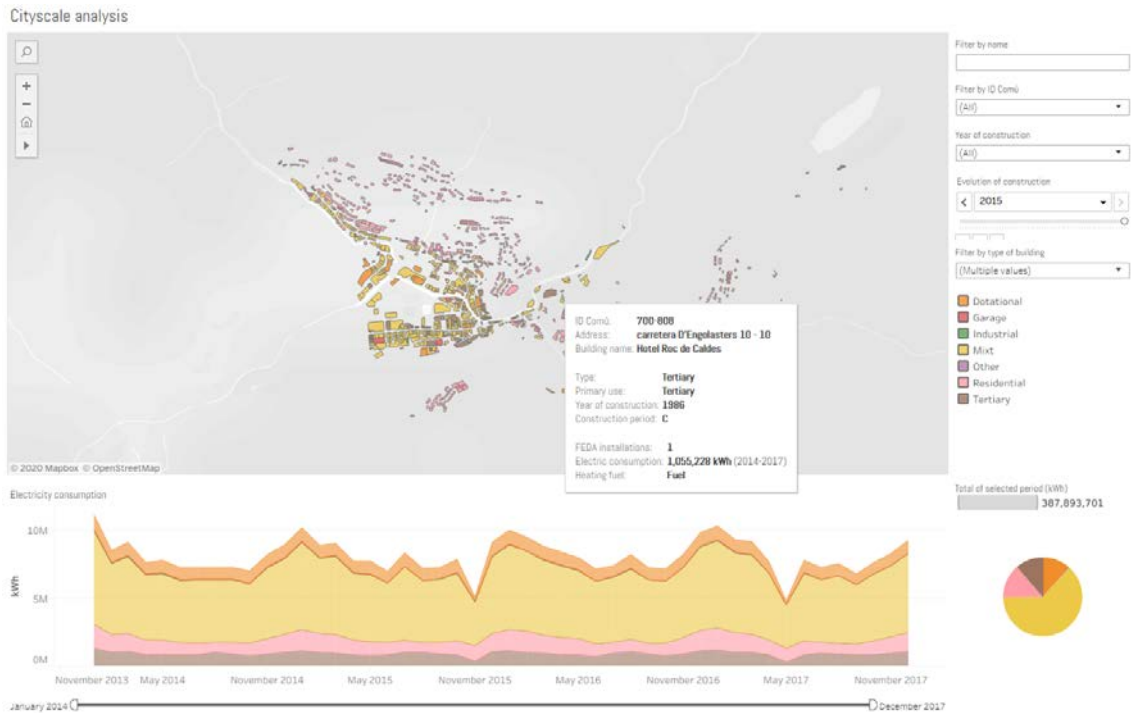 Cityscale analysis
Filter by name
Filter by ID Comú
(All)
Year of construction
(All)
Evolution of construction
2015
Filter by type of building
(Multiple values)
Dotational
Garage
Industrial
Mixt
Other
Residential
Tertiary
ID Comú: 700-808
Address: carretera D'Engolasters 10 - 10
Building name: Hotel Roc de Caldes
Type: Tertiary
Primary use: Tertiary
Year of construction: 1986
Construction period: C
FEDA installations: 1
Electric consumption: 1,055,228 kWh (2014-2017)
Heating fuel: Fuel
© 2020 Mapbox © OpenStreetMap
Electricity consumption
Total of selected period (kWh)
387,893,701
10M
5M
0M
kWh
November 2013 May 2014 November 2014 May 2015 November 2015 May 2016 November 2016 May 2017 November 2017
January 2014 December 2017